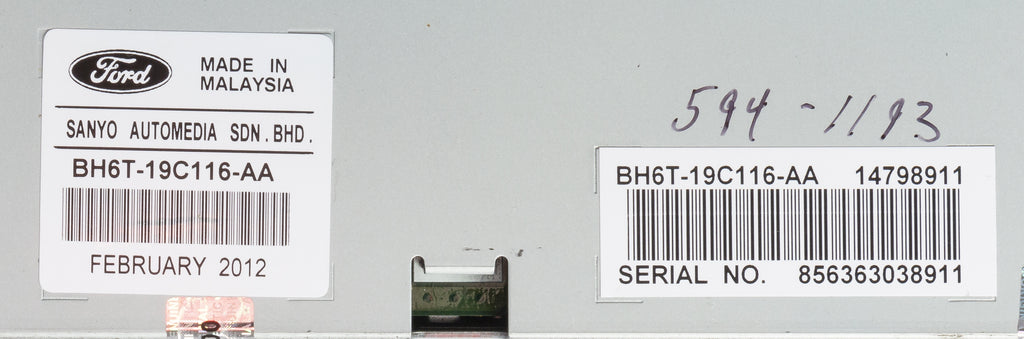 Ford
MADE IN
MALAYSIA
SANYO AUTOMEDIA SDN. BHD.
BH6T-19C116-AA
FEBRUARY 2012
594-1193
BH6T-19C116-AA 14798911
SERIAL NO. 856363038911